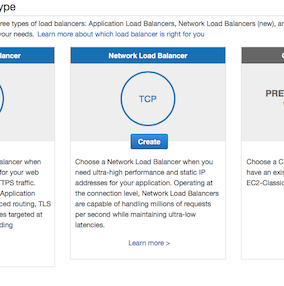 ype
ree types of load balancers: Application Load Balancers, Network Load Balancers (new), an
your needs. Learn more about which load balancer is right for you
alancer
Network Load Balancer
C
TCP
PRE
Create
alancer when
for your web
TPS traffic.
Application
ced routing, TLS
es targeted at
ding
Choose a Network Load Balancer when you
need ultra-high performance and static IP
addresses for your application. Operating at
the connection level, Network Load Balancers
are capable of handling millions of requests
per second while maintaining ultra-low
latencies.
Learn more >
Choose a C
have an exis
EC2-Classic